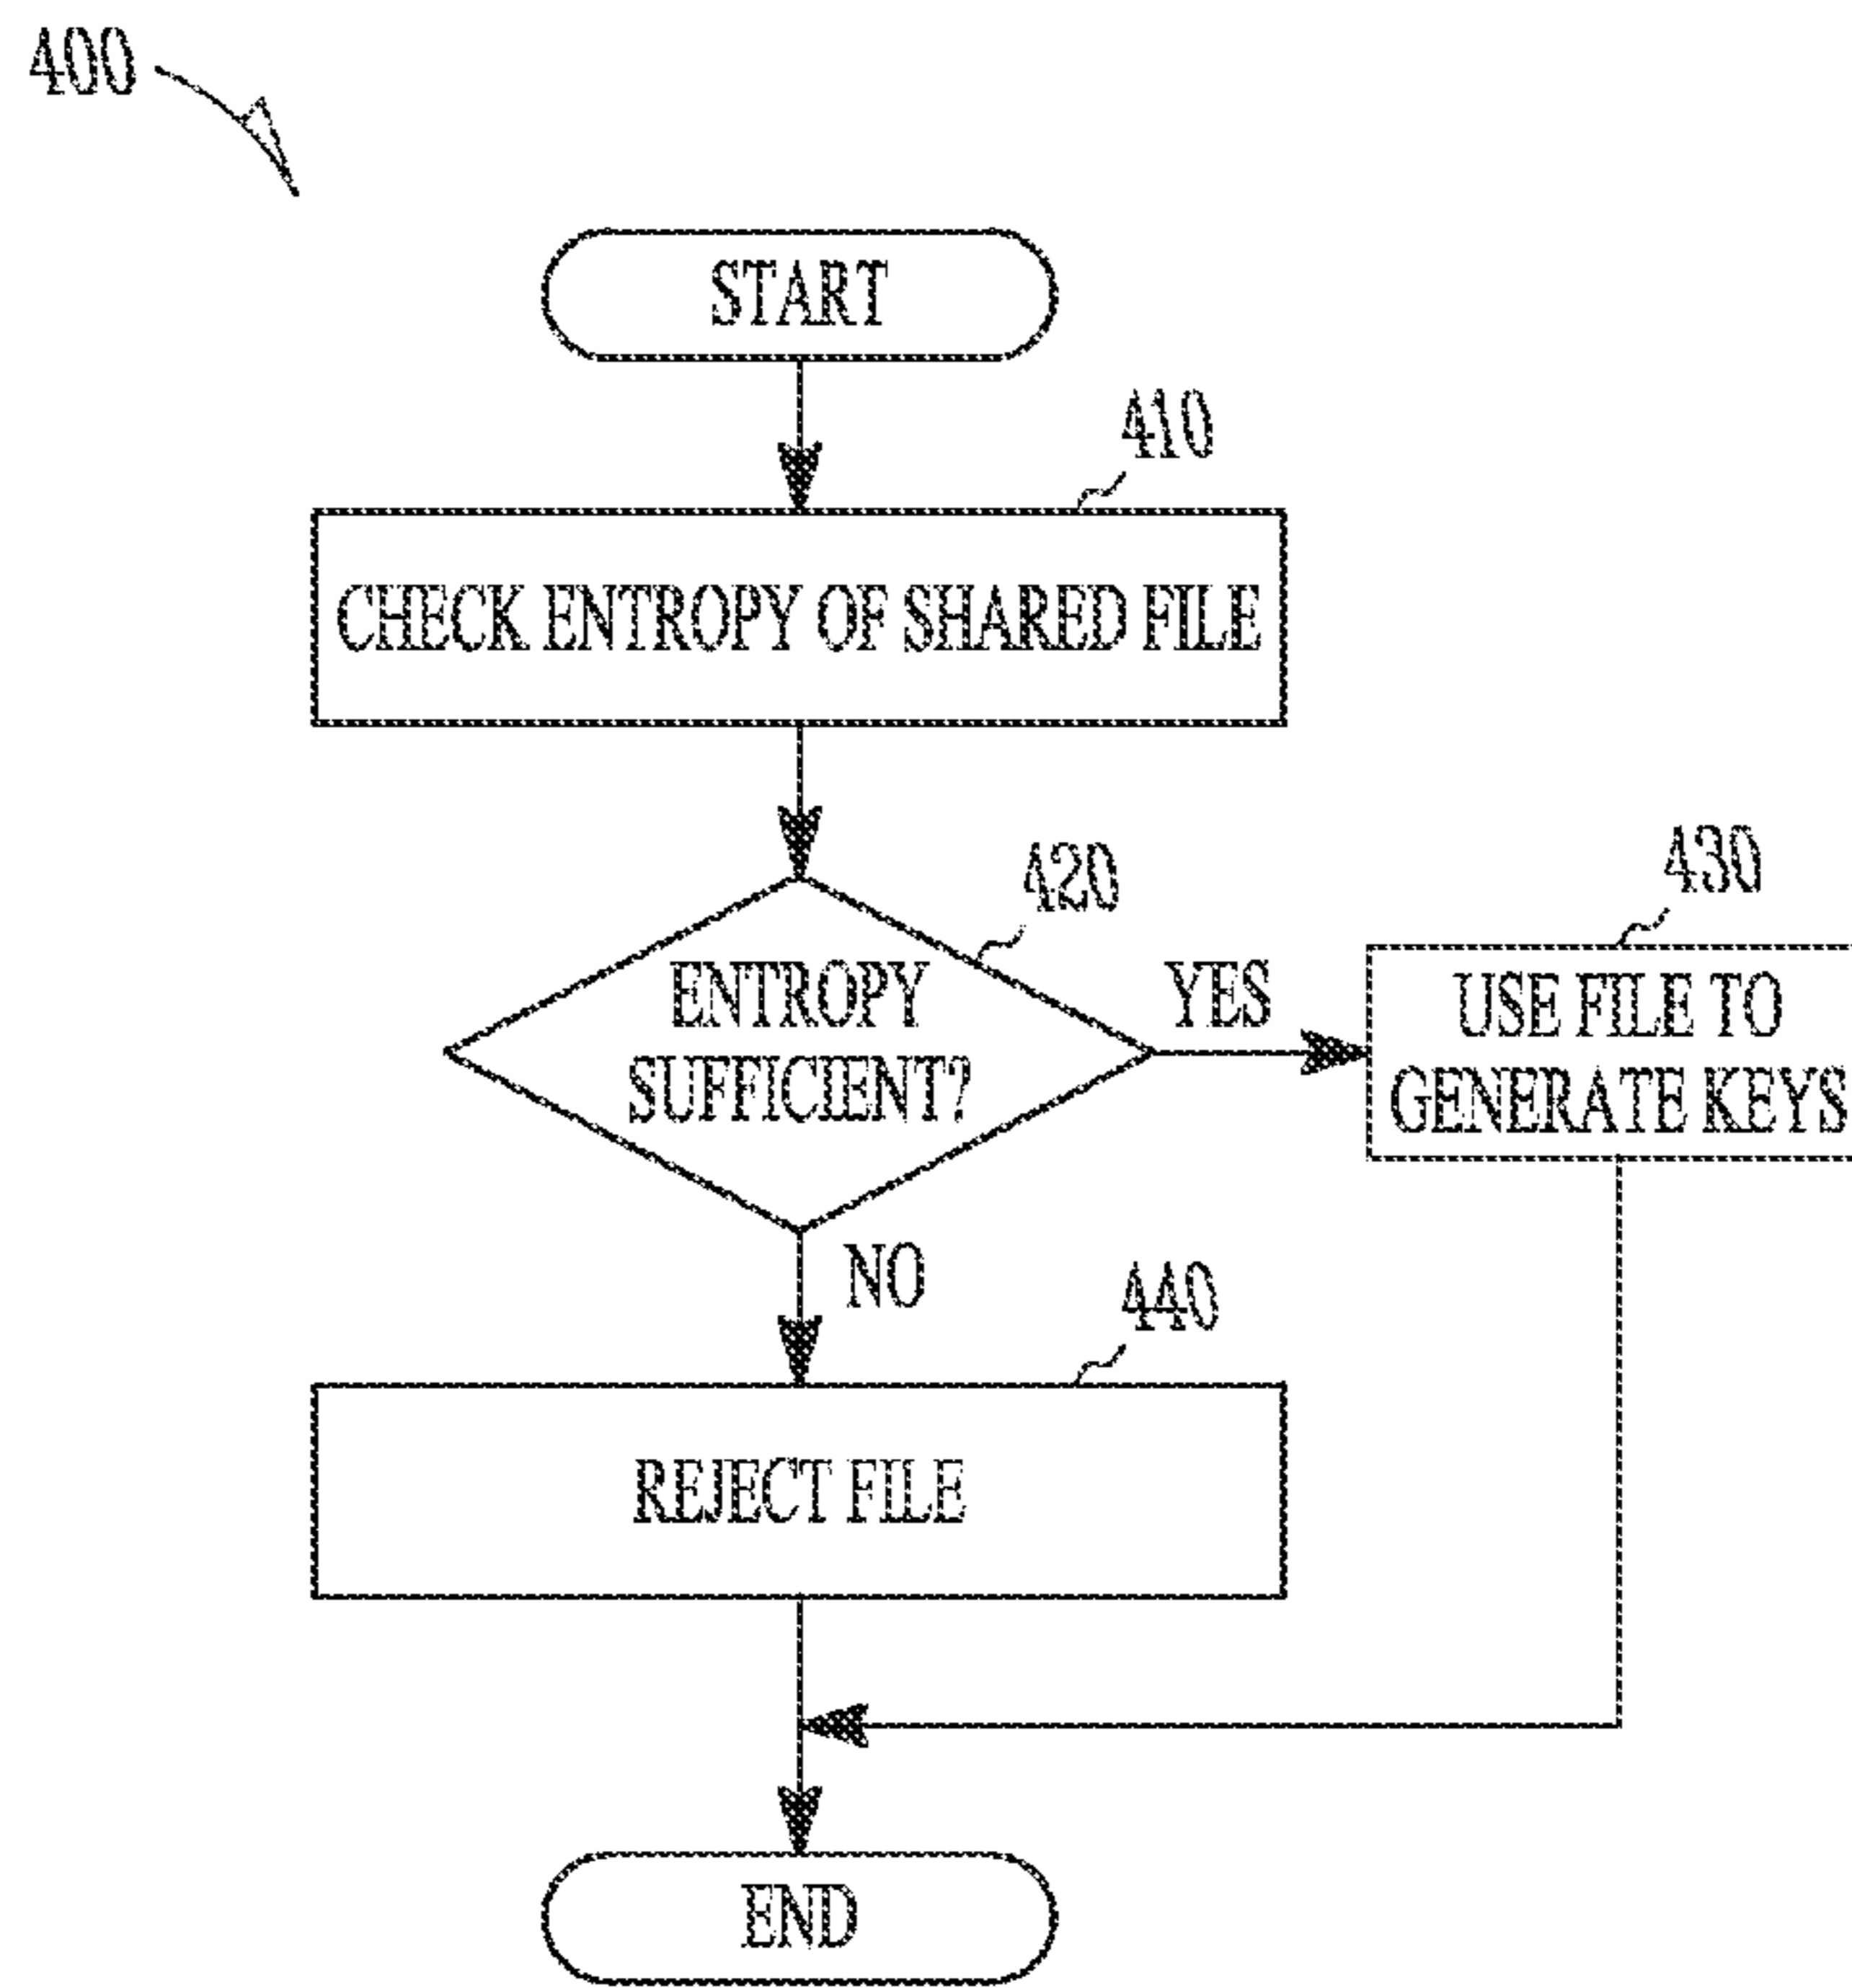 400
START
410
CHECK ENTROPY OF SHARED FILE
420
ENTROPY
SUFFICIENT?
YES
430
USE FILE TO
GENERATE KEYS
NO
440
REJECT FILE
END